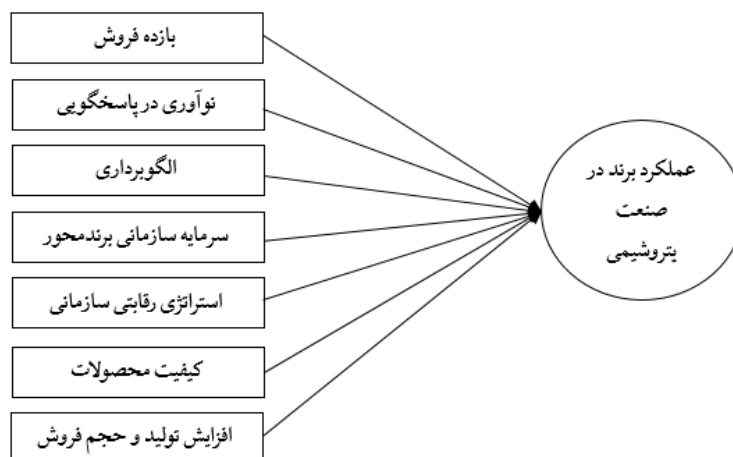 بازده فروش
نوآوری در پاسخگویی
الگوبرداری
سرمایه سازمانی برندمحور
استراتژی رقابتی سازمانی
کیفیت محصولات
افزایش تولید و حجم فروش
عملکرد برند در
صنعت
پتروشیمی